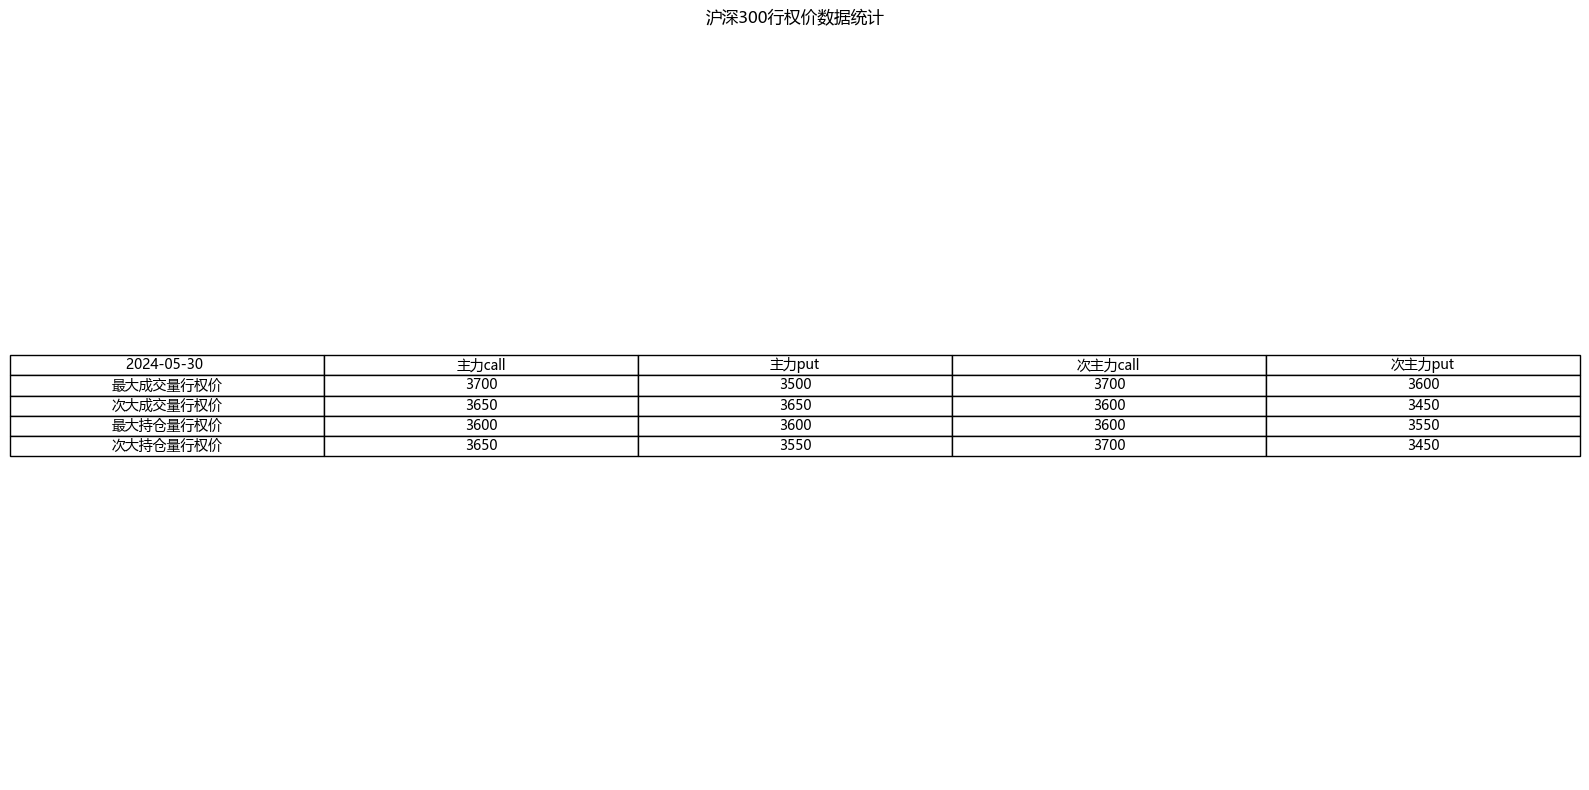 沪深300行权价数据统计
2024-05-30 主力call 主力put 次主力call 次主力put
最大成交量行权价 3700 3500 3700 3600
次大成交量行权价 3650 3650 3600 3450
最大持仓量行权价 3600 3600 3600 3550
次大持仓量行权价 3650 3550 3700 3450